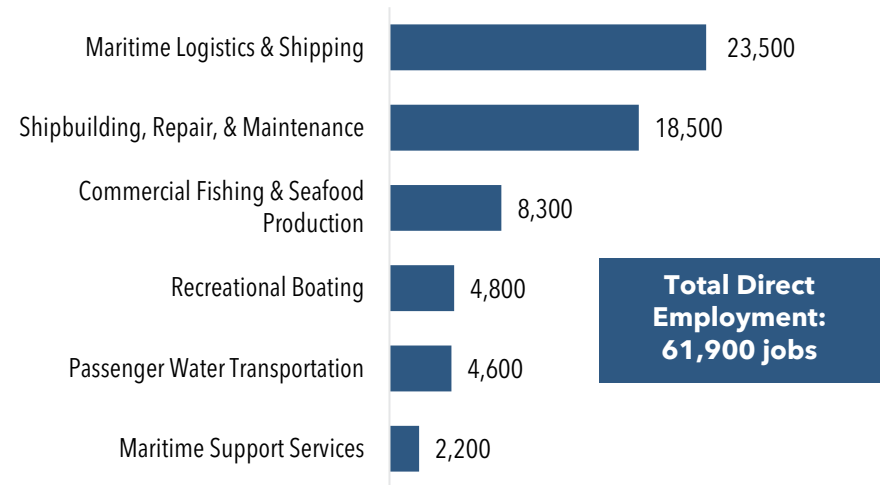 Maritime Logistics & Shipping
23,500
Shipbuilding, Repair, & Maintenance
18,500
Commercial Fishing & Seafood
Production
8,300
Recreational Boating
4,800
Total Direct
Employment:
61,900 jobs
Passenger Water Transportation
4,600
Maritime Support Services
2,200